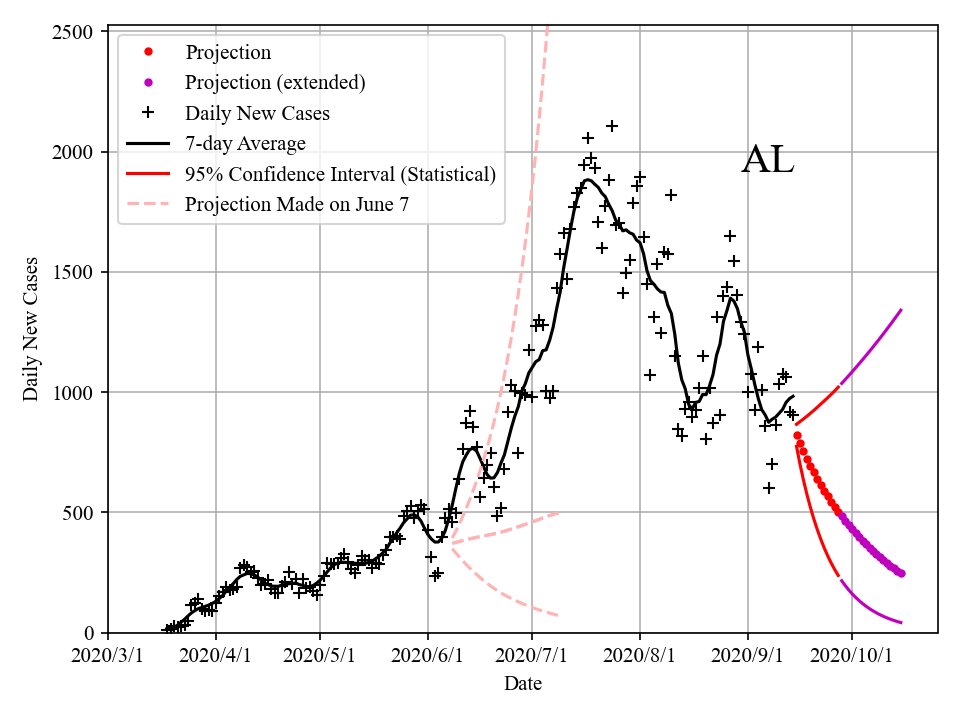 2500
2000
1500
1000
500
0
Daily New Cases
Projection
Projection (extended)
Daily New Cases
7-day Average
95% Confidence Interval (Statistical)
Projection Made on June 7
AL
2020/3/1 2020/4/1 2020/5/1 2020/6/1 2020/7/1 2020/8/1 2020/9/1 2020/10/1
Date